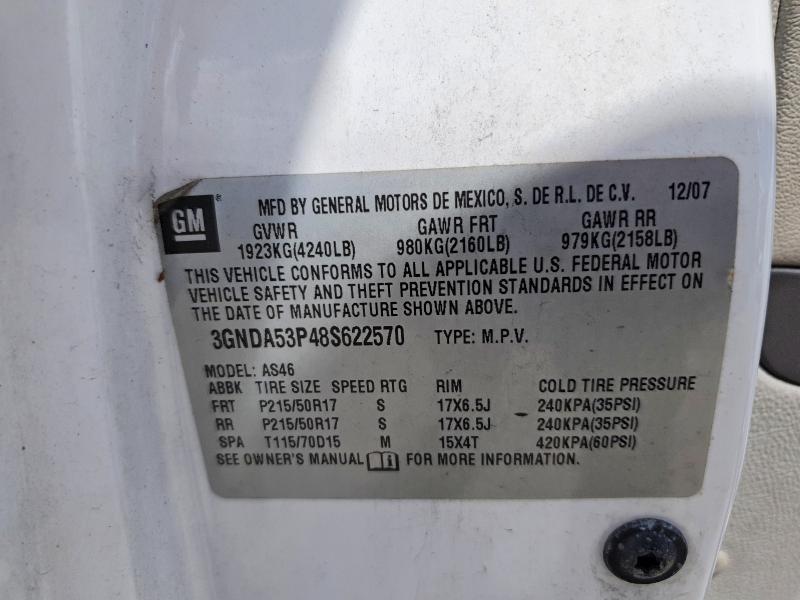 GM® MFD BY GENERAL MOTORS DE MEXICO, S. DE R.L. DE C.V. 12/07
GVWR GAWR FRT GAWR RR
1923KG(4240LB) 980KG(2160LB) 979KG(2158LB)
THIS VEHICLE CONFORMS TO ALL APPLICABLE U.S. FEDERAL MOTOR
VEHICLE SAFETY AND THEFT PREVENTION STANDARDS IN EFFECT ON
THE DATE OF MANUFACTURE SHOWN ABOVE.
3GNDA53P48S622570 TYPE: M.P.V.
MODEL: AS46
ABBK TIRE SIZE SPEED RTG RIM COLD TIRE PRESSURE
FRT P215/50R17 S 17X6.5J 240KPA(35PSI)
RR P215/50R17 S 17X6.5J 240KPA(35PSI)
SPA T115/70D15 M 15X4T 420KPA(60PSI)
SEE OWNER'S MANUAL FOR MORE INFORMATION.